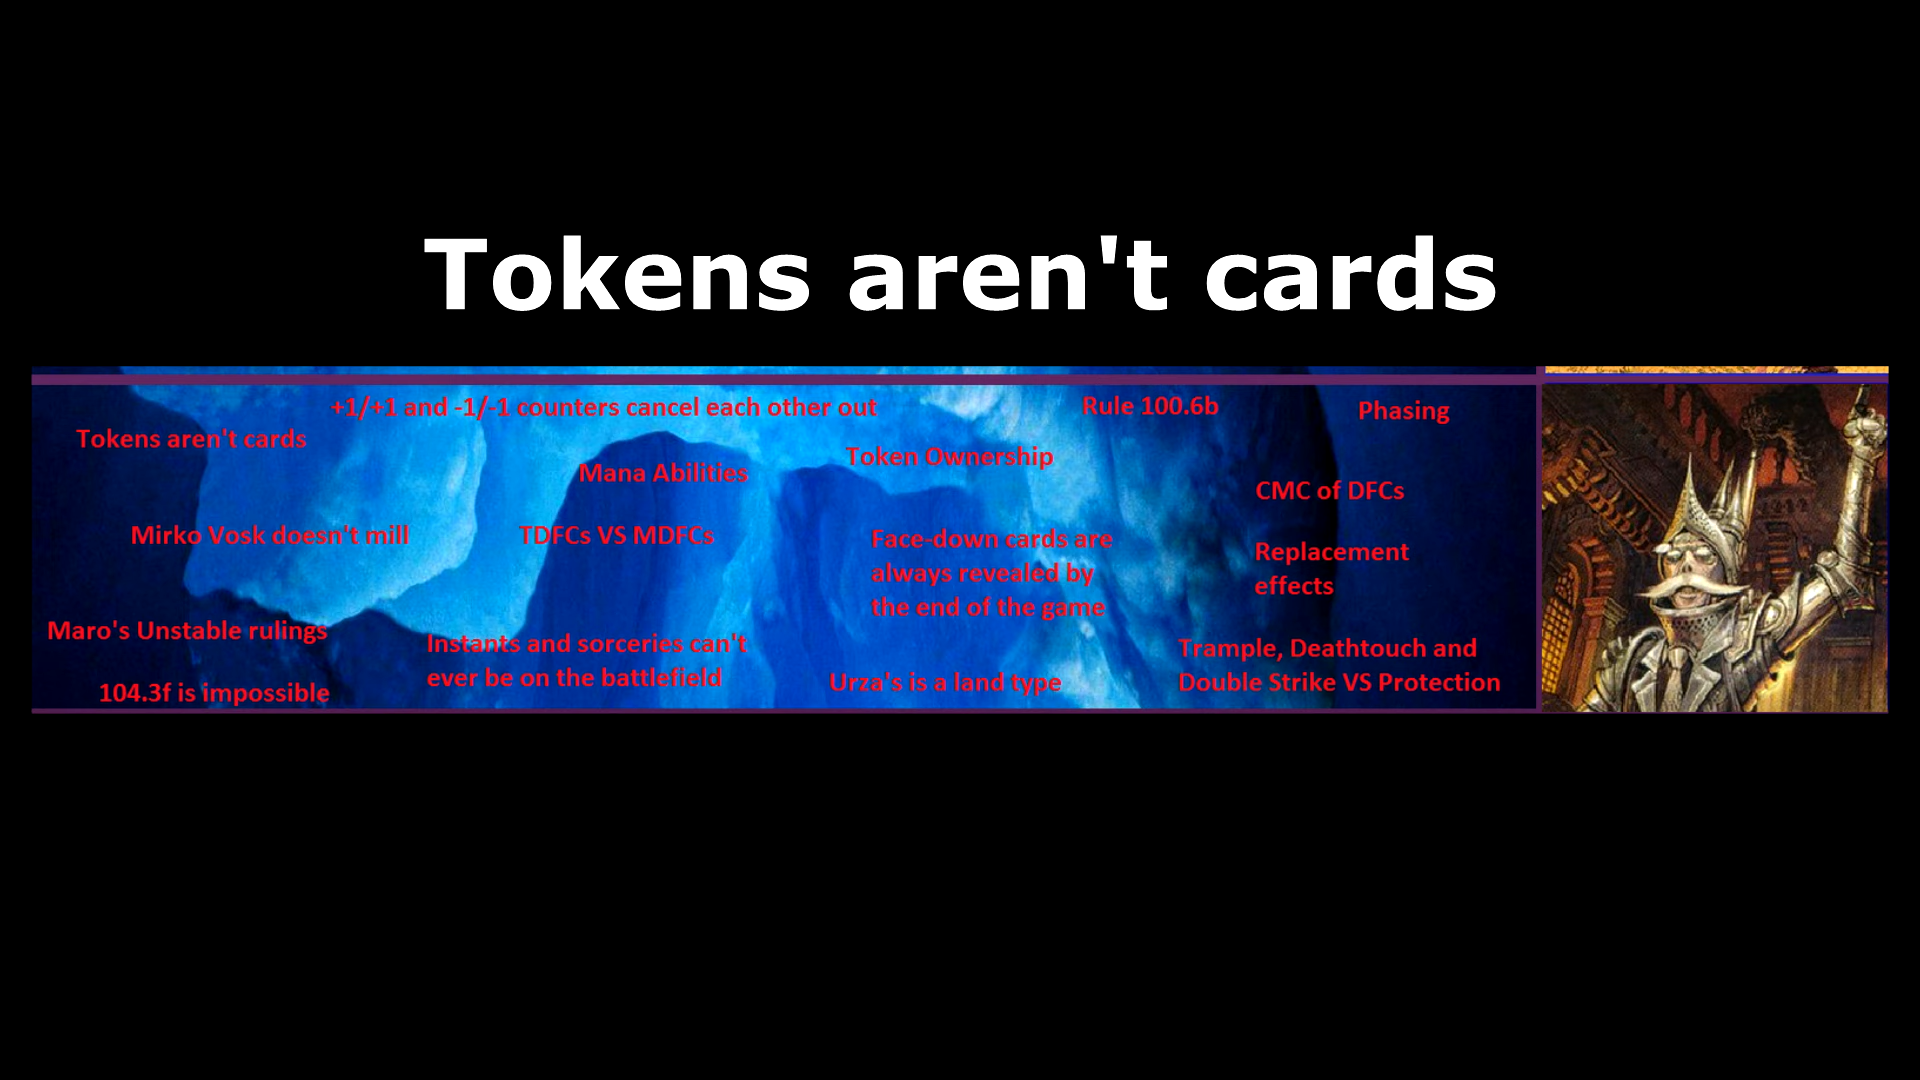 Tokens aren't cards
+1/+1 and -1/-1 counters cancel each other out
Rule 100.6b
Phasing
Tokens aren't cards
Mana Abilities
Token Ownership
CMC of DFCs
Mirko Vosk doesn't mill
TDFCs VS MDFCs
Face-down cards are
always revealed by
the end of the game
Replacement
effects
Maro's Unstable rulings
Instants and sorceries can't
ever be on the battlefield
Trample, Deathtouch and
Double Strike VS Protection
104.3f is impossible
Urza's is a land type